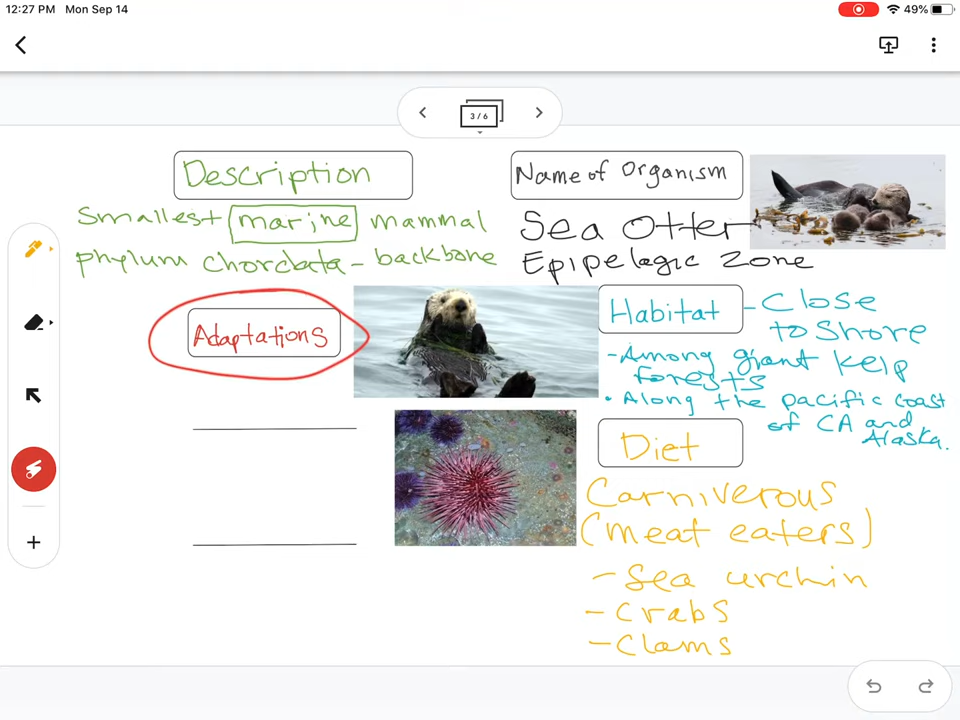 12:27 PM Mon Sep 14
49%
3 / 6
Description
Smallest marine mammal
phylum chordata - backbone
Name of Organism
Sea Otter
Epipelagic Zone
Adaptations
Habitat - Close
to Shore
- Among giant kelp
forests
• Along the pacific coast
of CA and
Alaska.
Diet
Carniverous
(meat eaters)
- Sea urchin
- Crabs
- Clams